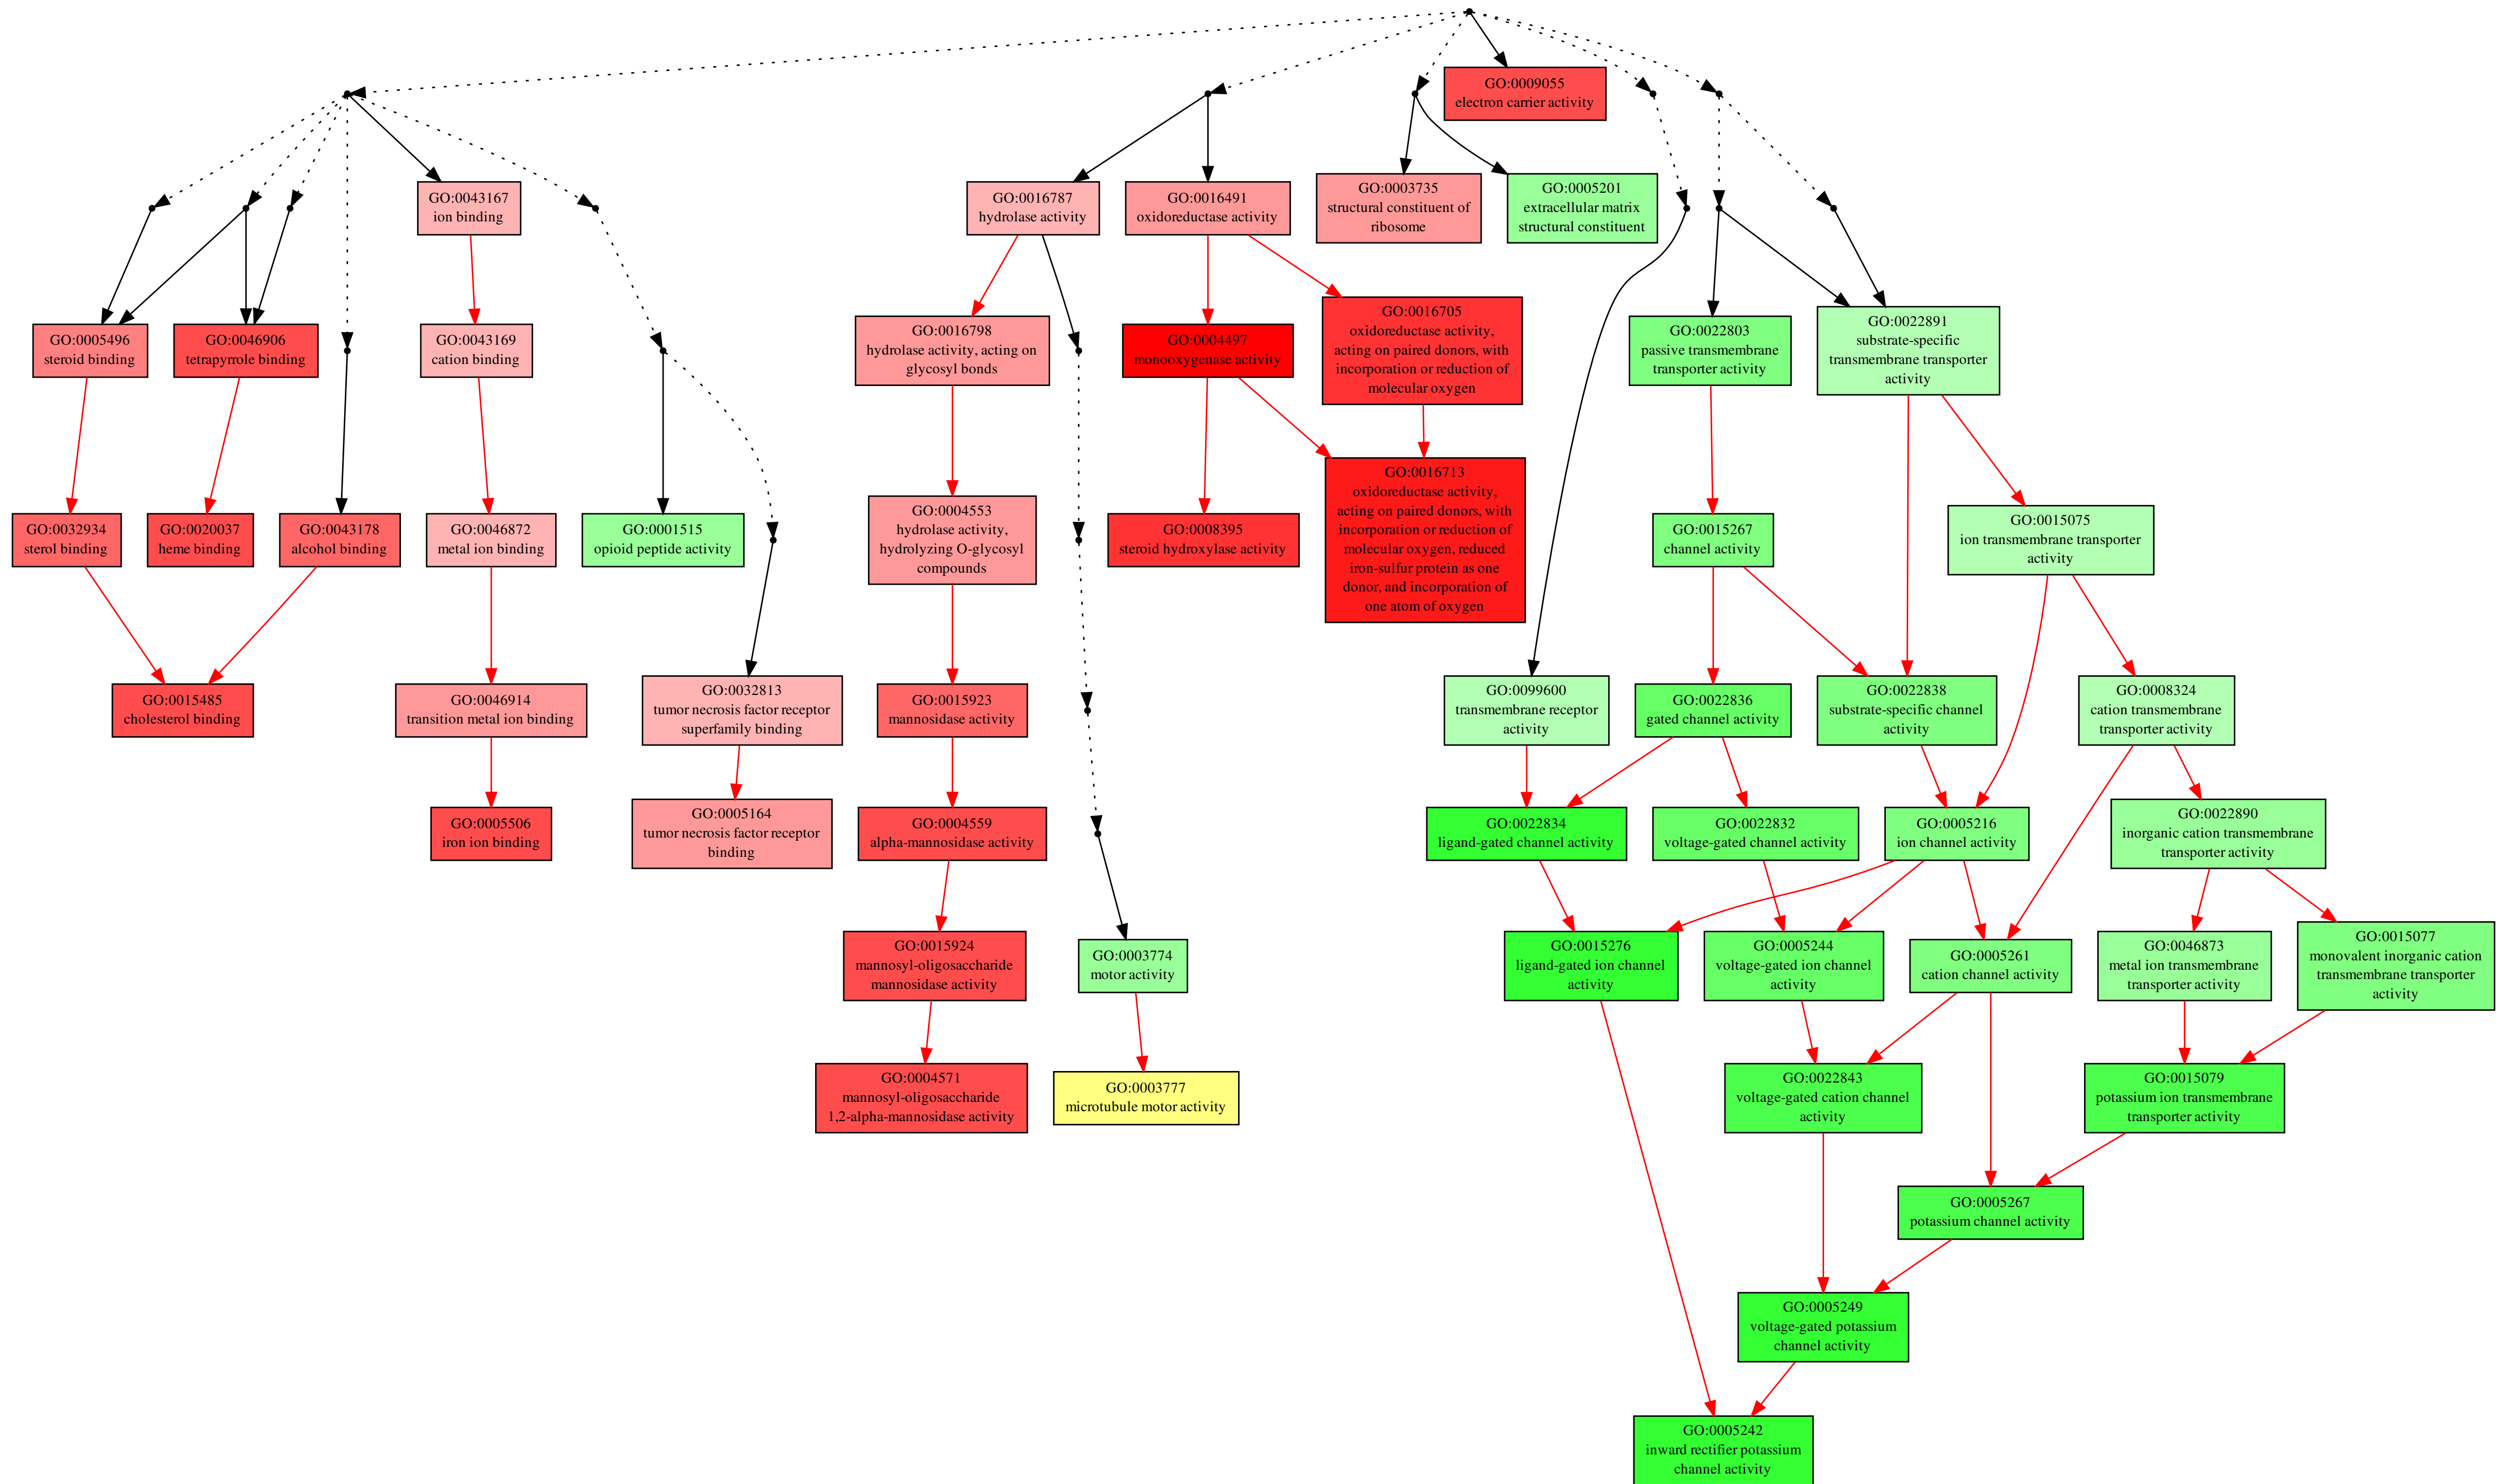 GO:0009055
electron carrier activity
GO:0043167
ion binding
GO:0016787
hydrolase activity
GO:0016491
oxidoreductase activity
GO:0003735
structural constituent of
ribosome
GO:0005201
extracellular matrix
structural constituent
GO:0005496
steroid binding
GO:0046906
tetrapyrrole binding
GO:0043169
cation binding
GO:0016798
hydrolase activity, acting on
glycosyl bonds
GO:0004497
monooxygenase activity
GO:0016705
oxidoreductase activity,
acting on paired donors, with
incorporation or reduction of
molecular oxygen
GO:0022803
passive transmembrane
transporter activity
GO:0022891
substrate-specific
transmembrane transporter
activity
GO:0032934
sterol binding
GO:0020037
heme binding
GO:0043178
alcohol binding
GO:0046872
metal ion binding
GO:0001515
opioid peptide activity
GO:0004553
hydrolase activity,
hydrolyzing O-glycosyl
compounds
GO:0008395
steroid hydroxylase activity
GO:0016713
oxidoreductase activity,
acting on paired donors, with
incorporation or reduction of
molecular oxygen, reduced
iron-sulfur protein as one
donor, and incorporation of
one atom of oxygen
GO:0015267
channel activity
GO:0015075
ion transmembrane transporter
activity
GO:0015485
cholesterol binding
GO:0046914
transition metal ion binding
GO:0032813
tumor necrosis factor receptor
superfamily binding
GO:0015923
mannosidase activity
GO:0099600
transmembrane receptor
activity
GO:0022836
gated channel activity
GO:0022838
substrate-specific channel
activity
GO:0008324
cation transmembrane
transporter activity
GO:0005506
iron ion binding
GO:0005164
tumor necrosis factor receptor
binding
GO:0004559
alpha-mannosidase activity
GO:0022834
ligand-gated channel activity
GO:0022832
voltage-gated channel activity
GO:0005216
ion channel activity
GO:0022890
inorganic cation transmembrane
transporter activity
GO:0015924
mannosyl-oligosaccharide
mannosidase activity
GO:0003774
motor activity
GO:0015276
ligand-gated ion channel
activity
GO:0005244
voltage-gated ion channel
activity
GO:0005261
cation channel activity
GO:0046873
metal ion transmembrane
transporter activity
GO:0015077
monovalent inorganic cation
transmembrane transporter
activity
GO:0004571
mannosyl-oligosaccharide
1,2-alpha-mannosidase activity
GO:0003777
microtubule motor activity
GO:0022843
voltage-gated cation channel
activity
GO:0015079
potassium ion transmembrane
transporter activity
GO:0005267
potassium channel activity
GO:0005249
voltage-gated potassium
channel activity
GO:0005242
inward rectifier potassium
channel activity